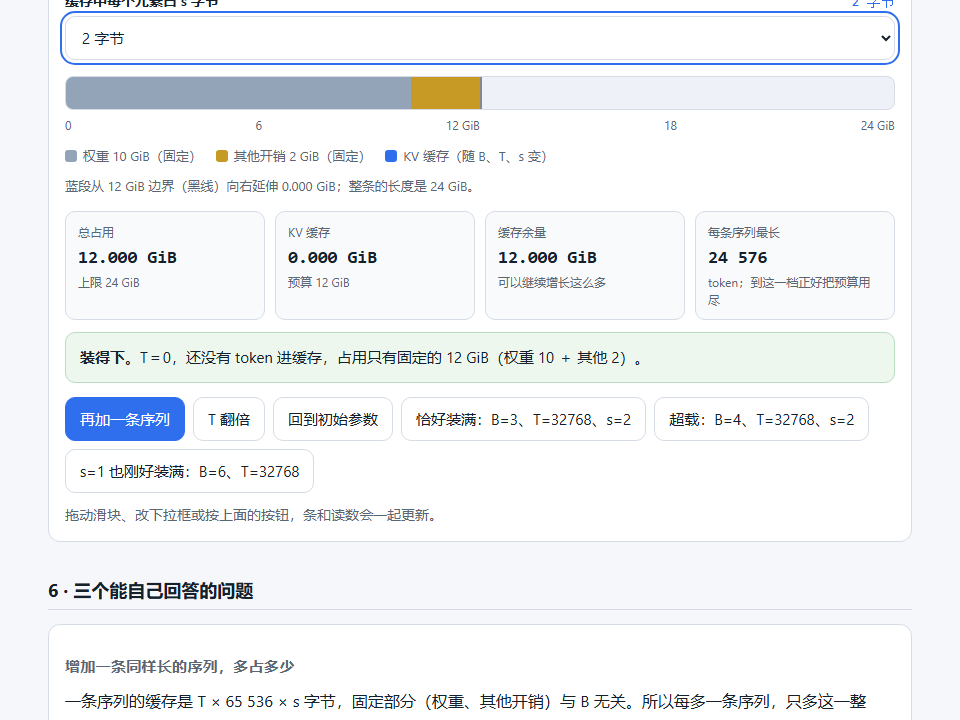 缓存中每个元素占 s 字节
2 字节
2 字节
0
6
12 GiB
18
24 GiB
权重 10 GiB（固定）
其他开销 2 GiB（固定）
KV 缓存（随 B、T、s 变）
蓝段从 12 GiB 边界（黑线）向右延伸 0.000 GiB；整条的长度是 24 GiB。
总占用
12.000 GiB
上限 24 GiB
KV 缓存
0.000 GiB
预算 12 GiB
缓存余量
12.000 GiB
可以继续增长这么多
每条序列最长
24 576
token；到这一档正好把预算用
尽
装得下。T = 0，还没有 token 进缓存，占用只有固定的 12 GiB（权重 10 + 其他 2）。
再加一条序列
T 翻倍
回到初始参数
恰好装满：B=3、T=32768、s=2
超载：B=4、T=32768、s=2
s=1 也刚好装满：B=6、T=32768
拖动滑块、改下拉框或按上面的按钮，条和读数会一起更新。
6 · 三个能自己回答的问题
增加一条同样长的序列，多占多少
一条序列的缓存是 T × 65 536 × s 字节，固定部分（权重、其他开销）与 B 无关。所以每多一条序列，只多这一整